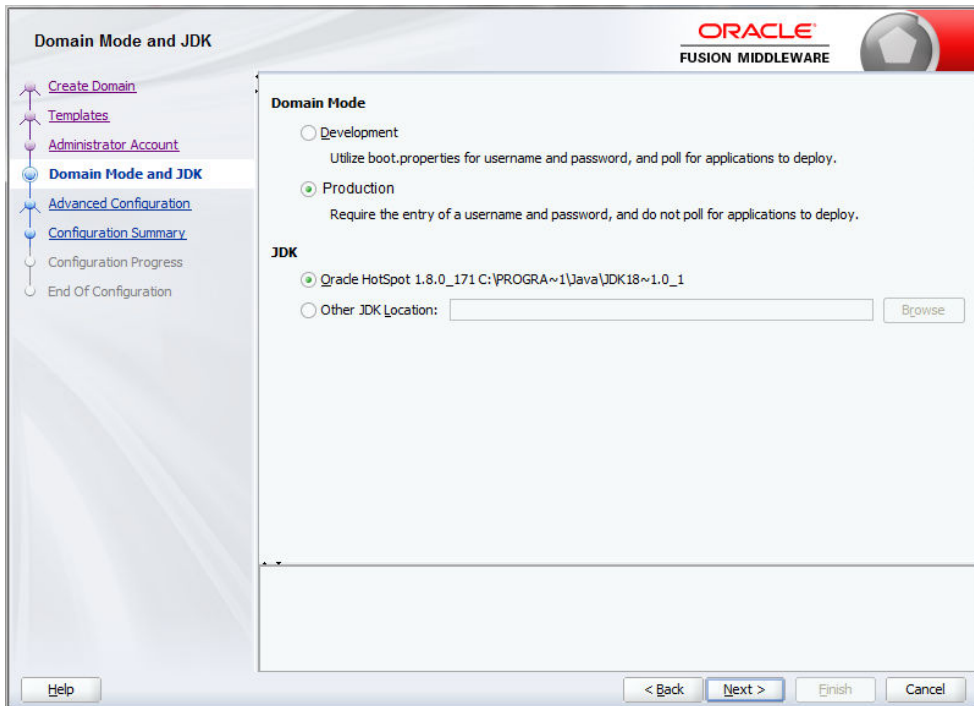 Domain Mode and JDK
ORACLE
FUSION MIDDLEWARE
Create Domain
Templates
Administrator Account
Domain Mode and JDK
Advanced Configuration
Configuration Summary
Configuration Progress
End Of Configuration
Domain Mode
Development
Utilize boot.properties for username and password, and poll for applications to deploy.
Production
Require the entry of a username and password, and do not poll for applications to deploy.
JDK
Oracle HotSpot 1.8.0_171 C:\PROGRA~1\Java\JDK18~1.0_1
Other JDK Location:
Browse
Help
< Back
Next >
Finish
Cancel